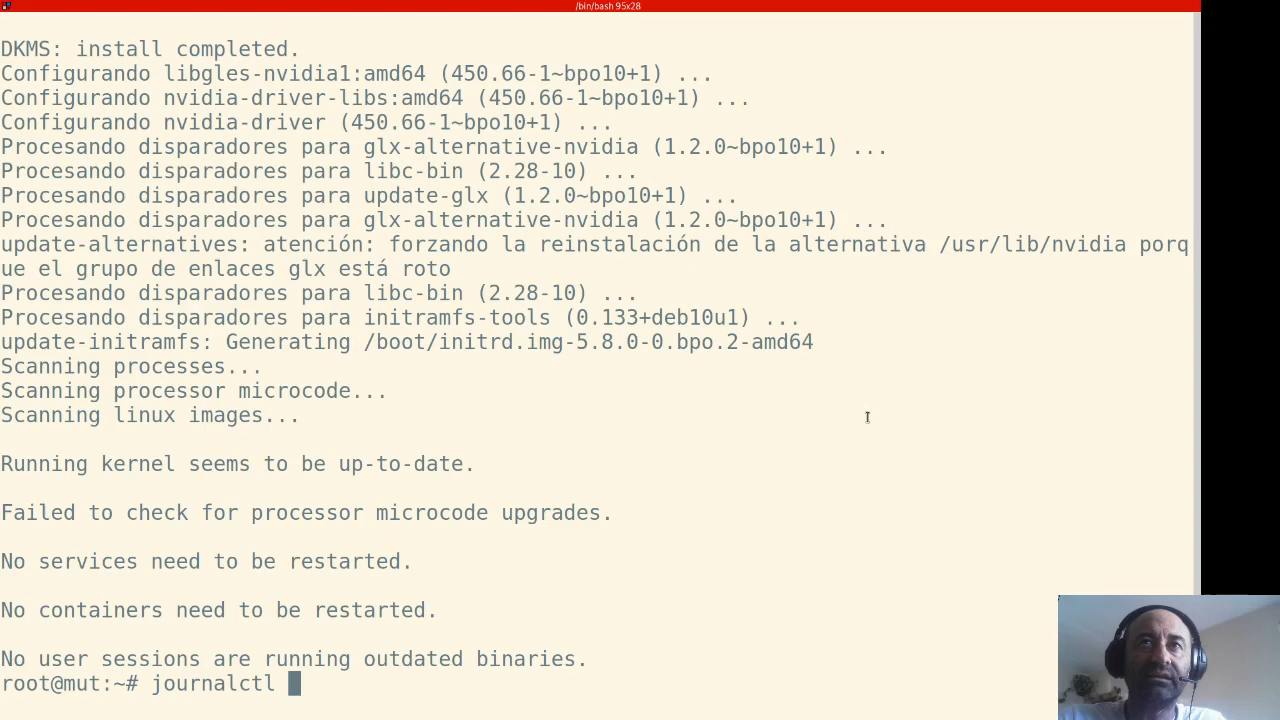 /bin/bash 95x28
DKMS: install completed.
Configurando libgles-nvidia1:amd64 (450.66-1~bpo10+1) ...
Configurando nvidia-driver-libs:amd64 (450.66-1~bpo10+1) ...
Configurando nvidia-driver (450.66-1~bpo10+1) ...
Procesando disparadores para glx-alternative-nvidia (1.2.0~bpo10+1) ...
Procesando disparadores para libc-bin (2.28-10) ...
Procesando disparadores para update-glx (1.2.0~bpo10+1) ...
Procesando disparadores para glx-alternative-nvidia (1.2.0~bpo10+1) ...
update-alternatives: atención: forzando la reinstalación de la alternativa /usr/lib/nvidia porq
ue el grupo de enlaces glx está roto
Procesando disparadores para libc-bin (2.28-10) ...
Procesando disparadores para initramfs-tools (0.133+deb10u1) ...
update-initramfs: Generating /boot/initrd.img-5.8.0-0.bpo.2-amd64
Scanning processes...
Scanning processor microcode...
Scanning linux images...
Running kernel seems to be up-to-date.
Failed to check for processor microcode upgrades.
No services need to be restarted.
No containers need to be restarted.
No user sessions are running outdated binaries.
root@mut:~# journalctl